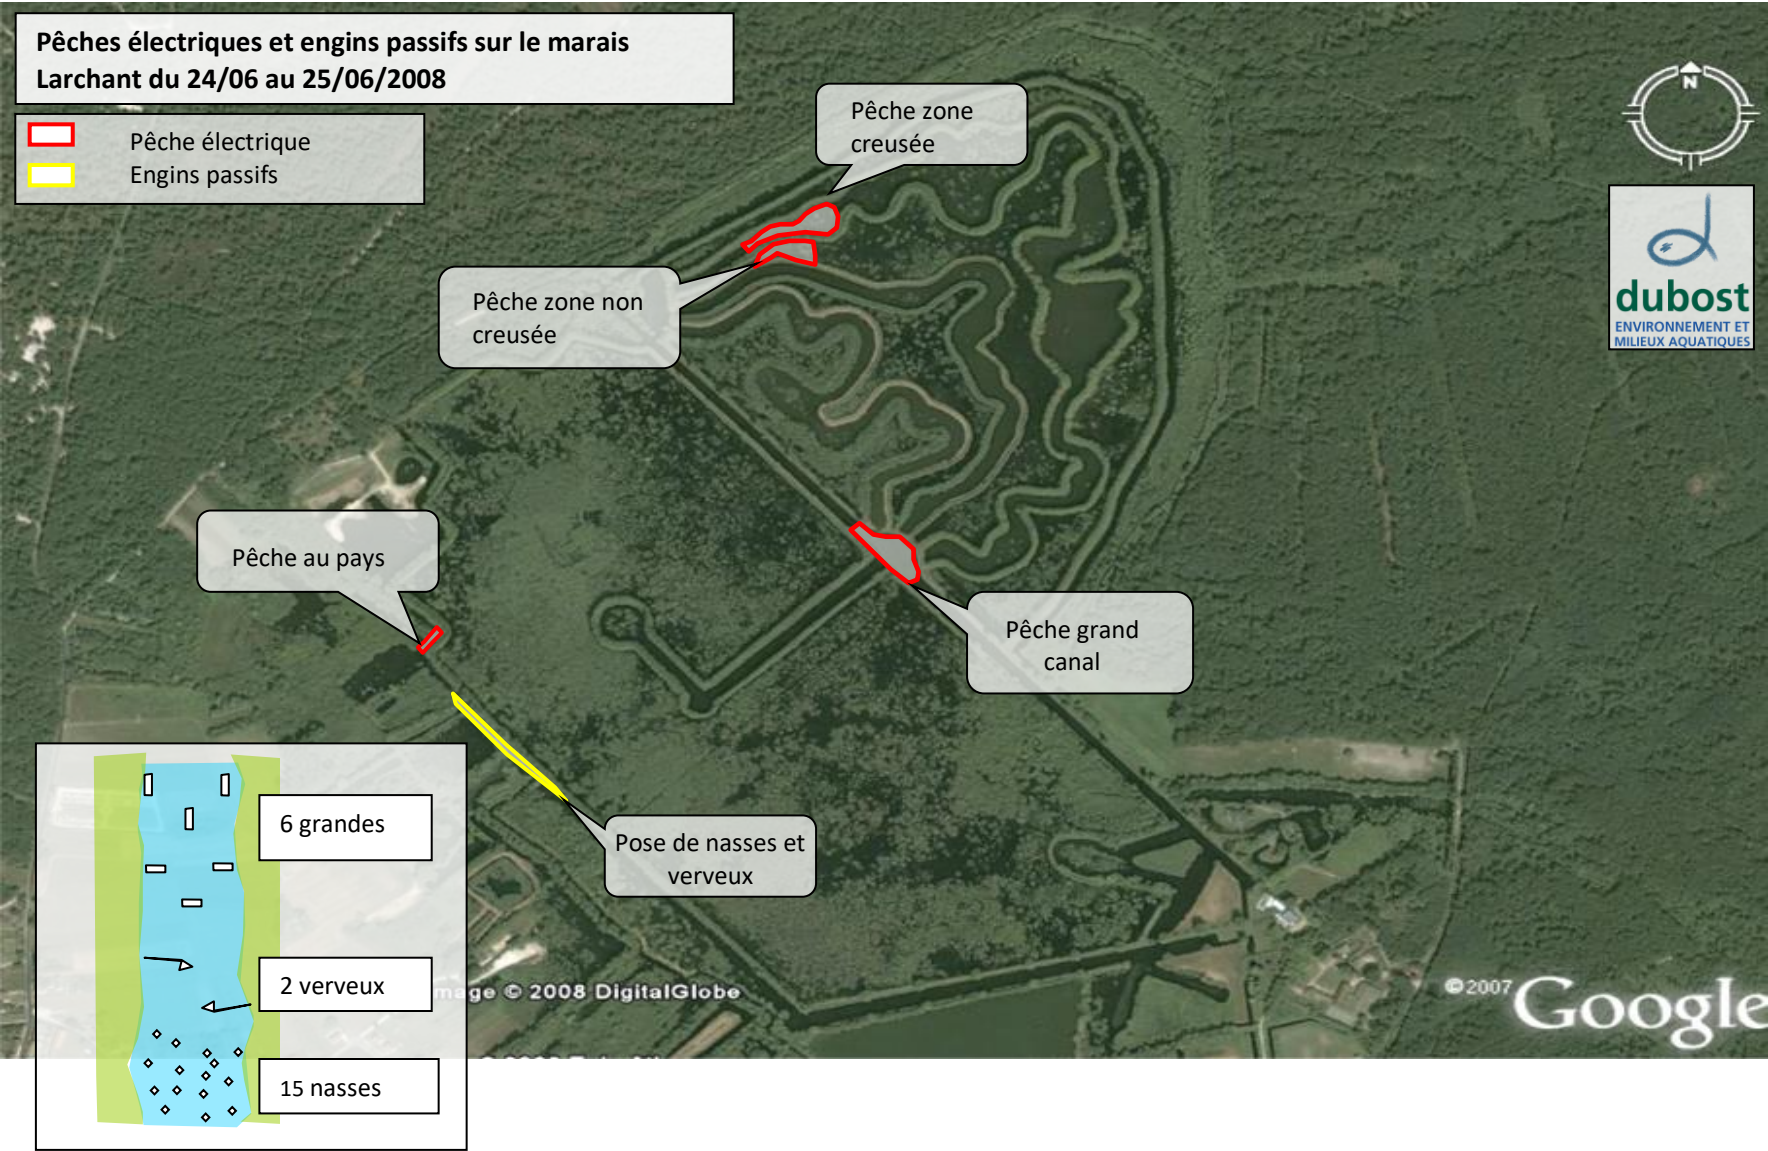 Pêches électriques et engins passifs sur le marais
Larchant du 24/06 au 25/06/2008
Pêche électrique
Engins passifs
Pêche zone
creusée
N
dubost
ENVIRONNEMENT ET
MILIEUX AQUATIQUES
Pêche zone non
creusée
Pêche au pays
Pêche grand
canal
Pose de nasses et
verveux
6 grandes
2 verveux
15 nasses
mage © 2008 DigitalGlobe
©2007 Google